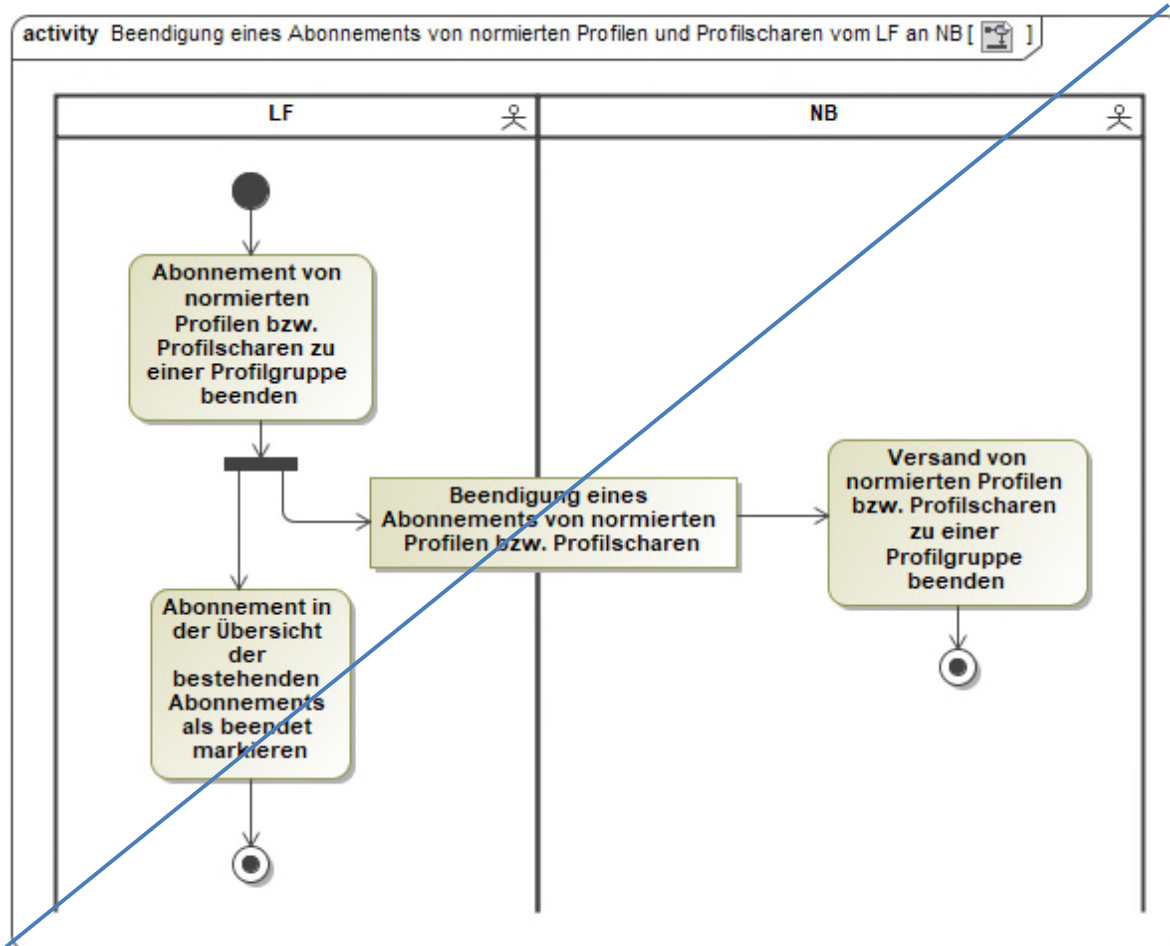 activity Beendigung eines Abonnements von normierten Profilen und Profilscharen vom LF an NB [ ]
LF
NB
Abonnement von
normierten
Profilen bzw.
Profilscharen zu
einer Profilgruppe
beenden
Beendigung eines
Abonnements von normierten
Profilen bzw. Profilscharen
Versand von
normierten Profilen
bzw. Profilscharen
zu einer
Profilgruppe
beenden
Abonnement in
der Übersicht
der
bestehenden
Abonnements
als beendet
markieren